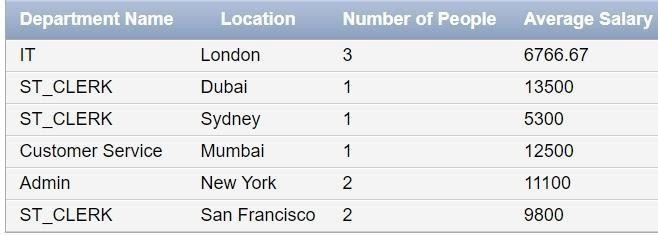 Department Name Location Number of People Average Salary
IT London 3 6766.67
ST_CLERK Dubai 1 13500
ST_CLERK Sydney 1 5300
Customer Service Mumbai 1 12500
Admin New York 2 11100
ST_CLERK San Francisco 2 9800